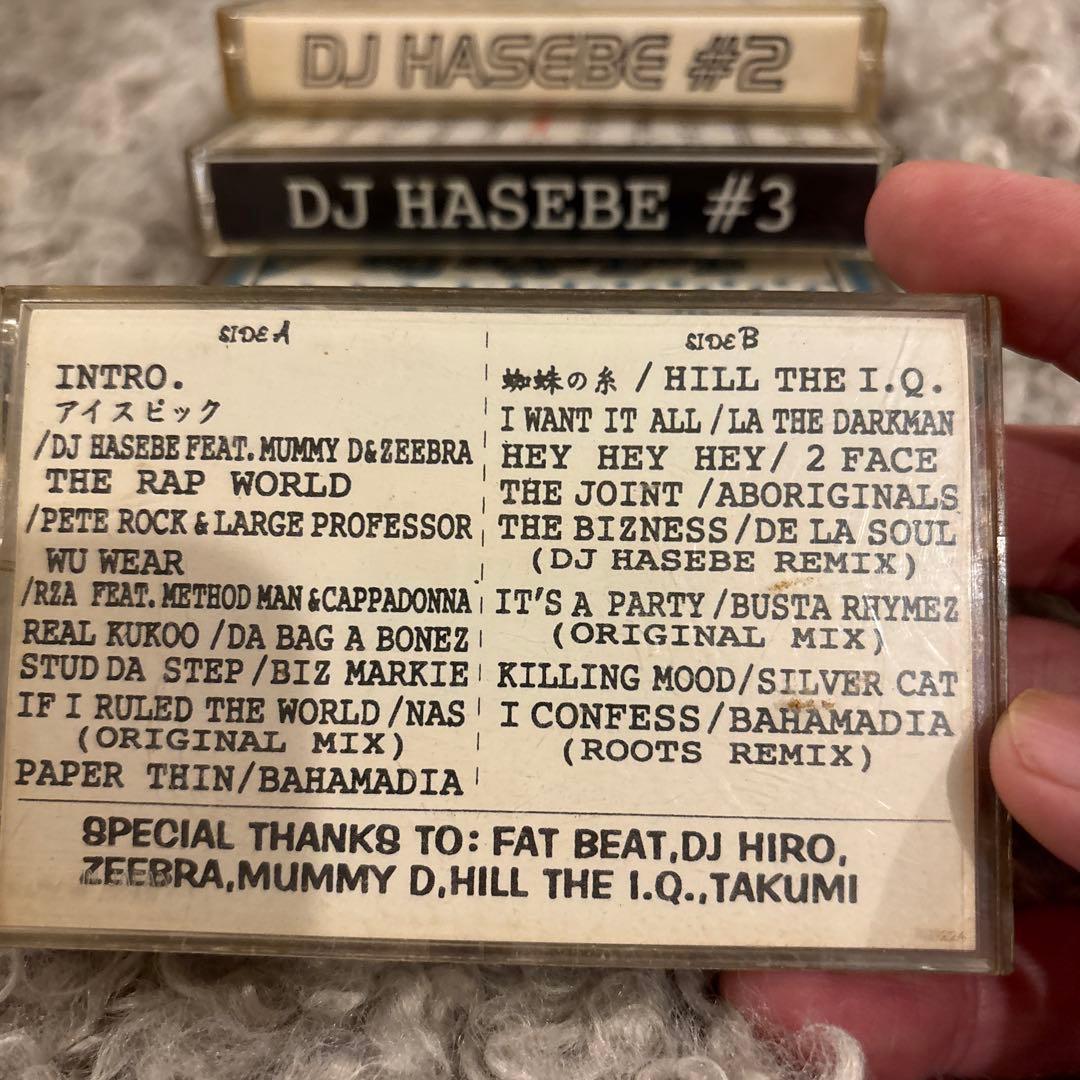 DJ HASEBE #2
DJ HASEBE #3
SIDE A
INTRO.
アイスピック
/DJ HASEBE FEAT. MUMMY D&ZEEBRA
THE RAP WORLD
/PETE ROCK & LARGE PROFESSOR
WU WEAR
/RZA FEAT. METHOD MAN & CAPPADONNA
REAL KUKOO /DA BAG A BONEZ
STUD DA STEP /BIZ MARKIE
IF I RULED THE WORLD /NAS
(ORIGINAL MIX)
PAPER THIN/BAHAMADIA
SIDE B
蜘蛛の糸 / HILL THE I.Q.
I WANT IT ALL /LA THE DARKMAN
HEY HEY HEY/ 2 FACE
THE JOINT /ABORIGINALS
THE BIZNESS/DE LA SOUL
(DJ HASEBE REMIX)
IT'S A PARTY /BUSTA RHYMEZ
(ORIGINAL MIX)
KILLING MOOD/SILVER CAT
I CONFESS/BAHAMADIA
(ROOTS REMIX)
SPECIAL THANKS TO: FAT BEAT,DJ HIRO,
ZEEBRA,MUMMY D,HILL THE I.Q.,TAKUMI